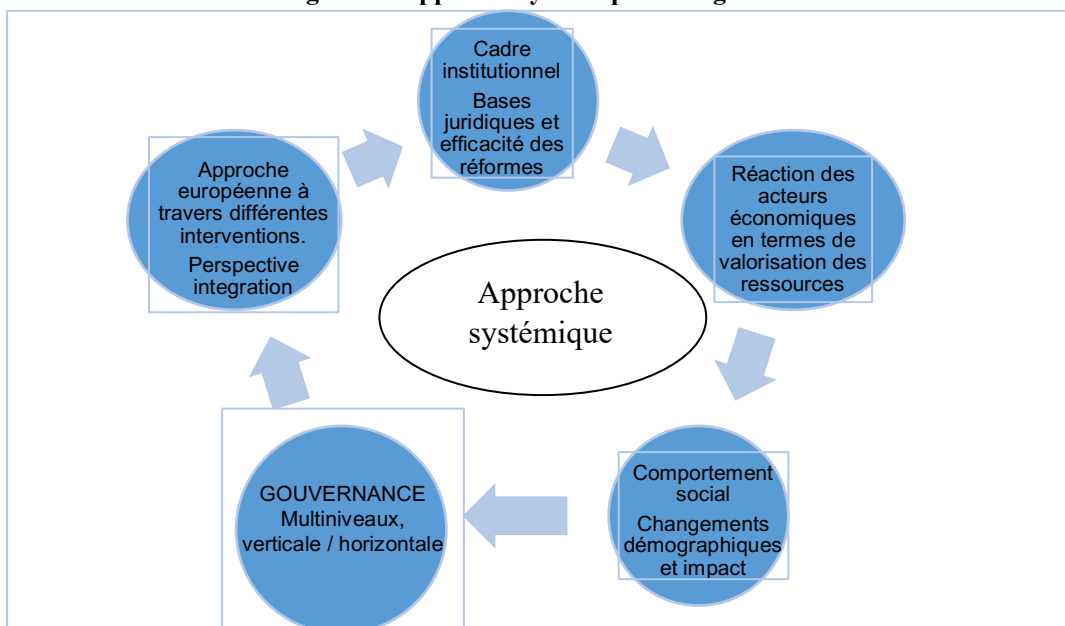 Cadre
institutionnel
Bases
juridiques et
efficacité des
réformes
Réaction des
acteurs
économiques
en termes de
valorisation des
ressources
Comportement
social
Changements
démographiques
et impact
GOUVERNANCE
Multiniveaux,
verticale / horizontale
Approche
européenne à
travers différentes
interventions.
Perspective
integration
Approche
systémique